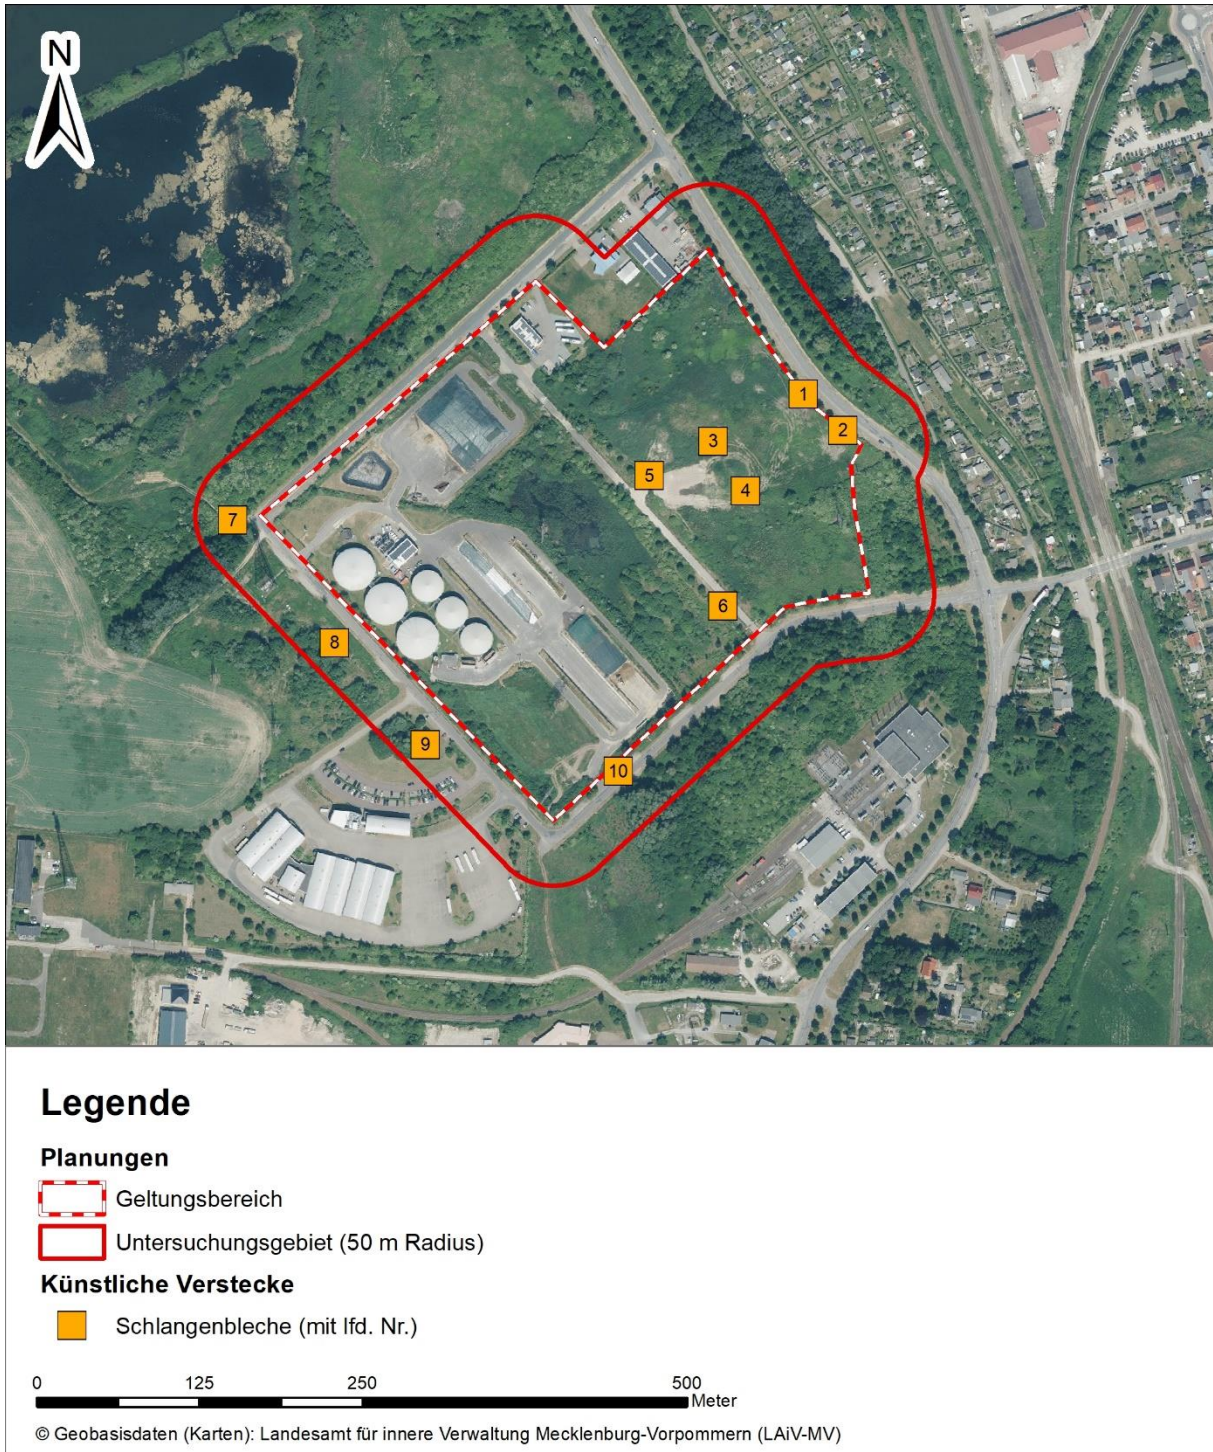 N
1
2
3
4
5
6
7
8
9
10
Legende
Planungen
Geltungsbereich
Untersuchungsgebiet (50 m Radius)
Künstliche Verstecke
Schlangenbleche (mit lfd. Nr.)
0 125 250 500
Meter
© Geobasisdaten (Karten): Landesamt für innere Verwaltung Mecklenburg-Vorpommern (LAiV-MV)